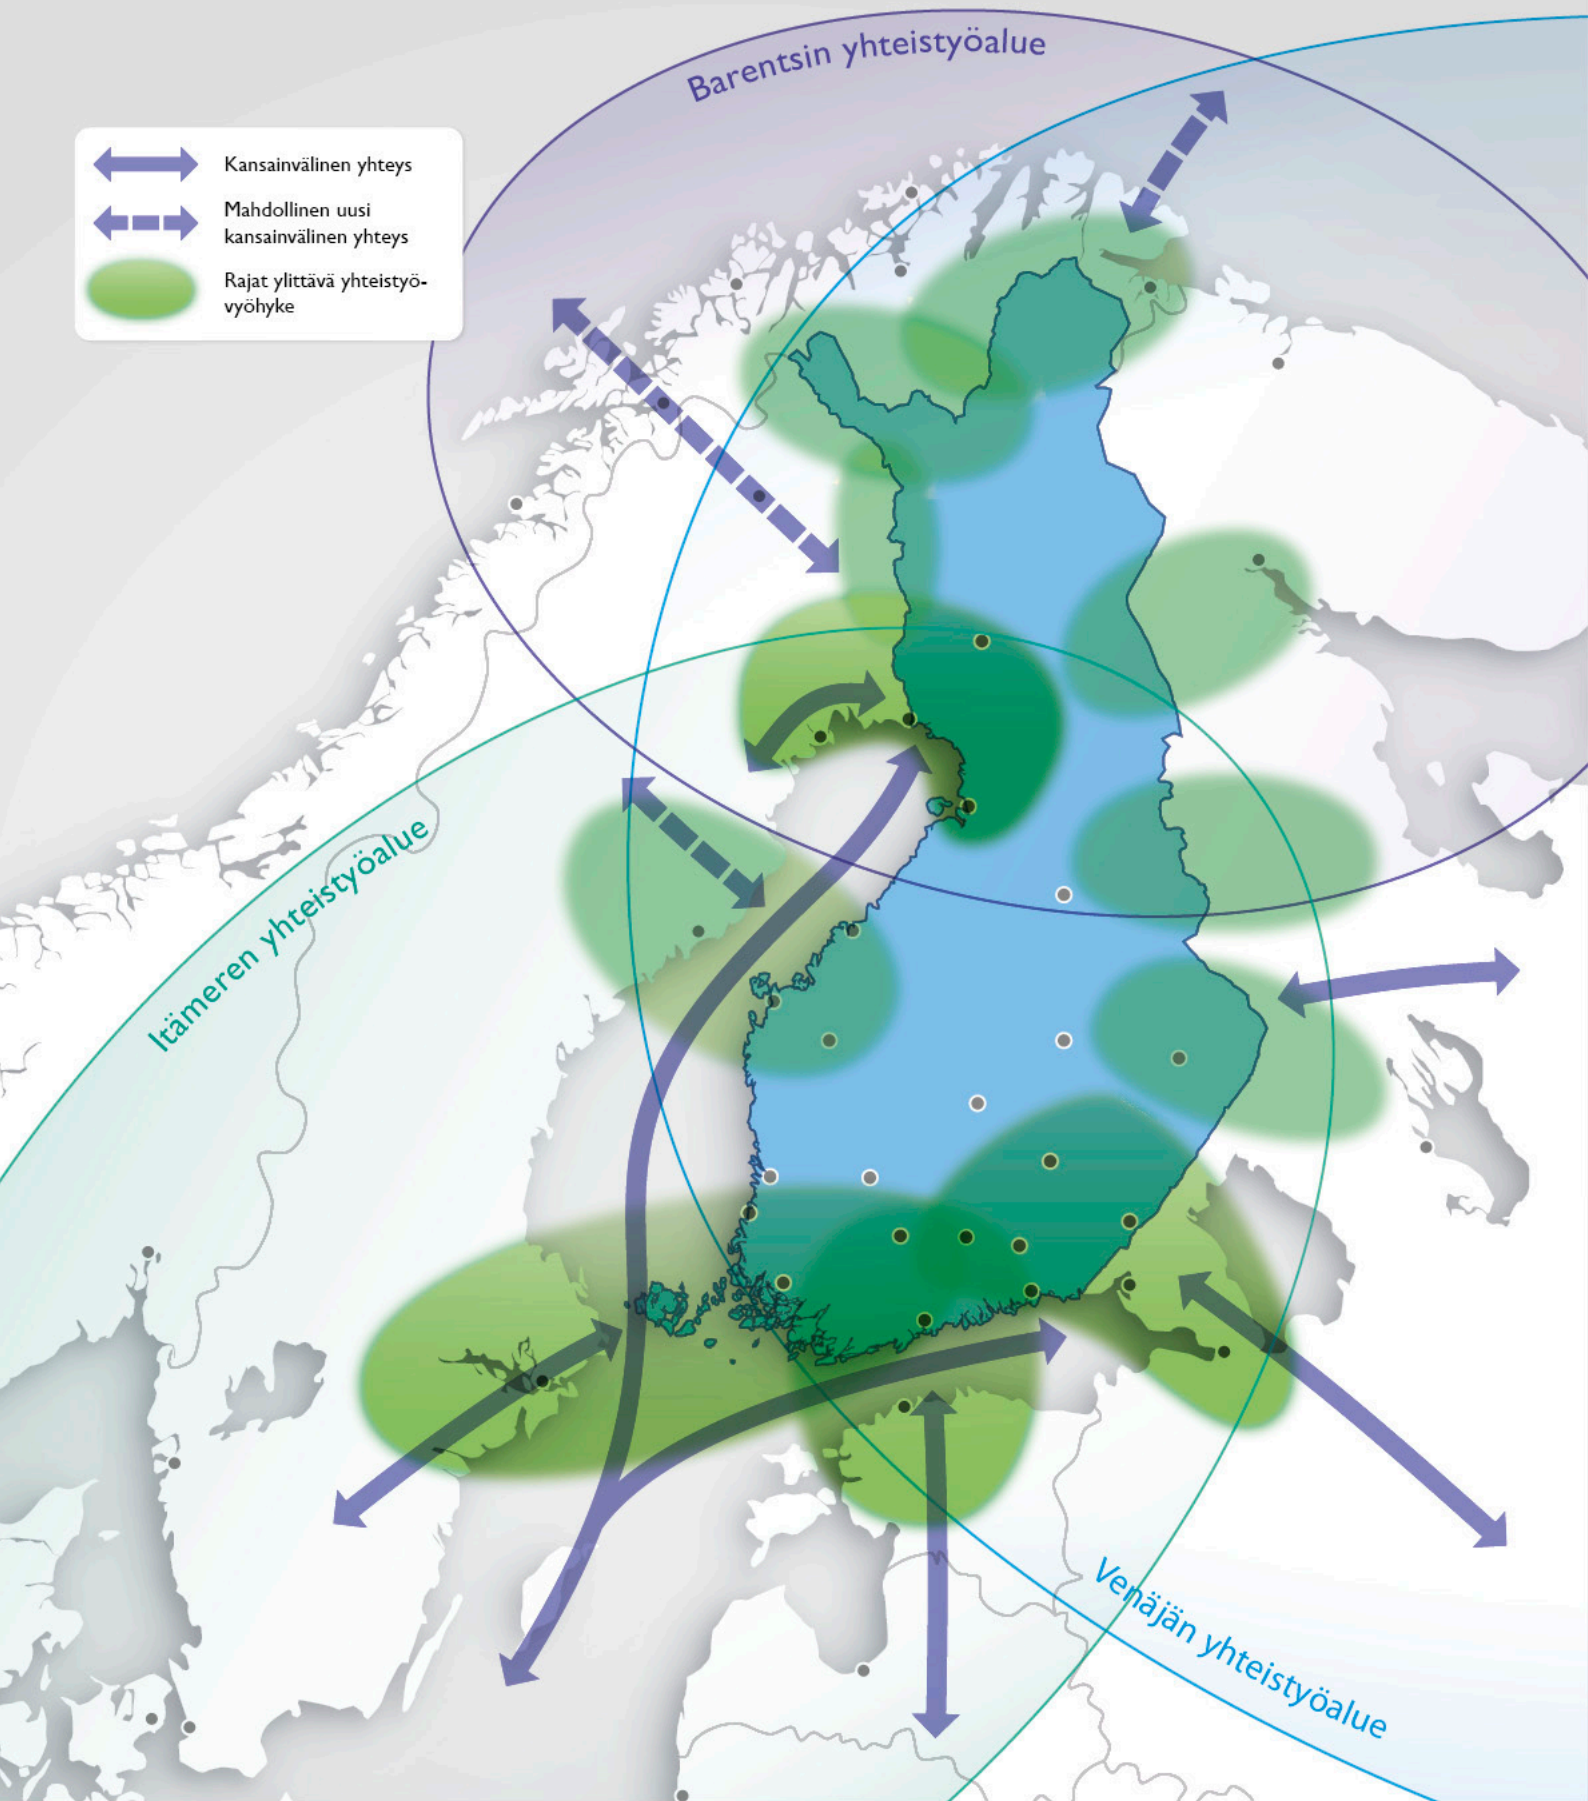 Barentsin yhteistyöalue
Kansainvälinen yhteys
Mahdollinen uusi
kansainvälinen yhteys
Rajat ylittävä yhteistyö-
vyöhyke
Itämeren yhteistyöalue
Venäjän yhteistyöalue